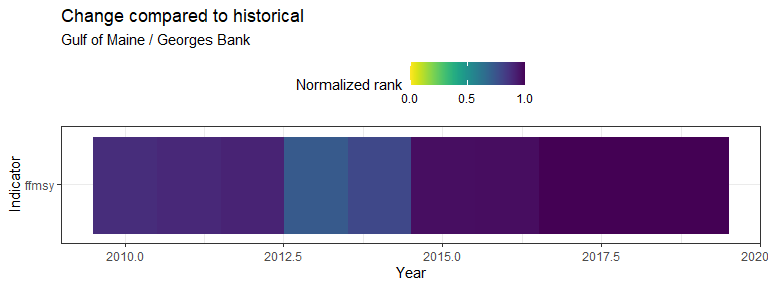 Change compared to historical
Gulf of Maine / Georges Bank
Normalized rank
0.0 0.5 1.0
Indicator
ffmsy
2010.0 2012.5 2015.0 2017.5 2020
Year